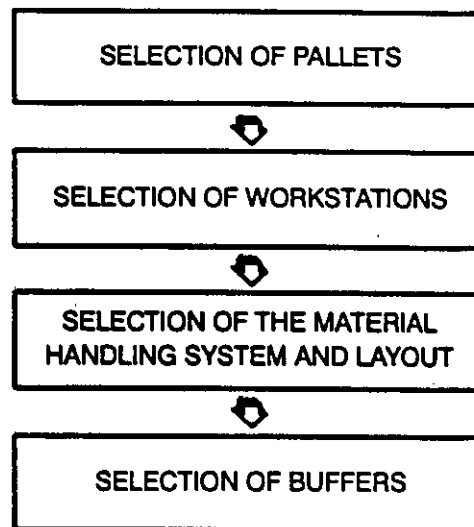 SELECTION OF PALLETS
SELECTION OF WORKSTATIONS
SELECTION OF THE MATERIAL
HANDLING SYSTEM AND LAYOUT
SELECTION OF BUFFERS